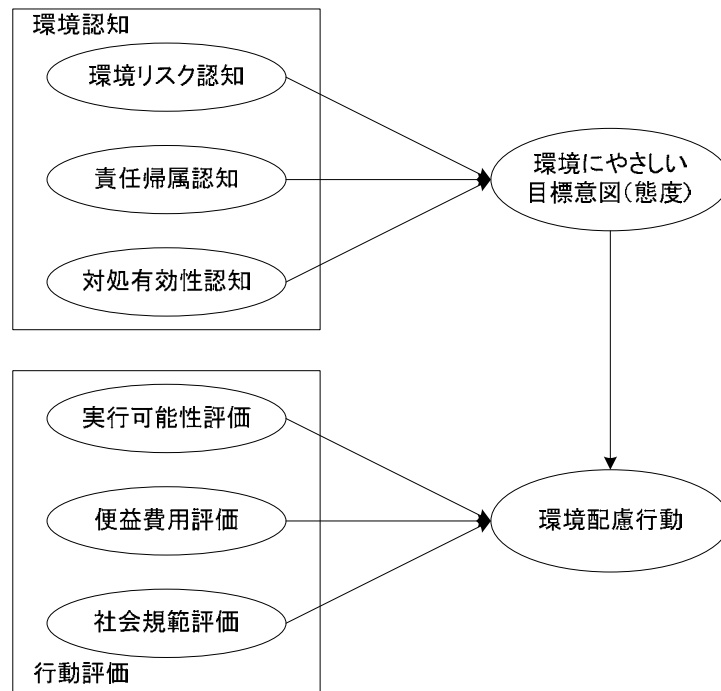 環境認知
環境リスク認知
責任帰属認知
対処有効性認知
環境にやさしい
目標意図(態度)
実行可能性評価
便益費用評価
社会規範評価
行動評価
環境配慮行動